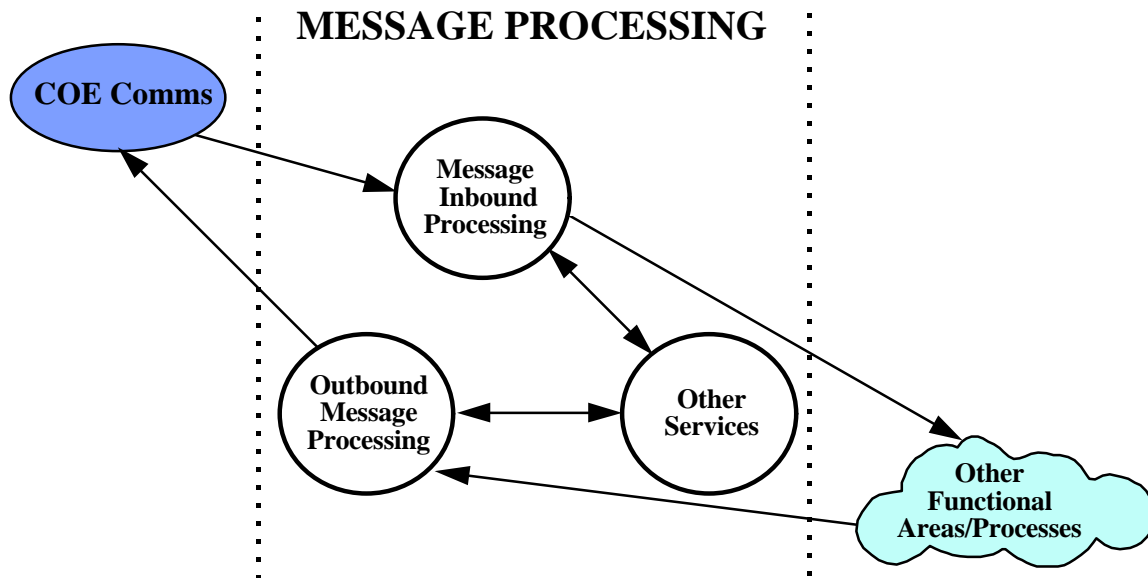 MESSAGE PROCESSING
COE Comms
Message
Inbound
Processing
Outbound
Message
Processing
Other
Services
Other
Functional
Areas/Processes